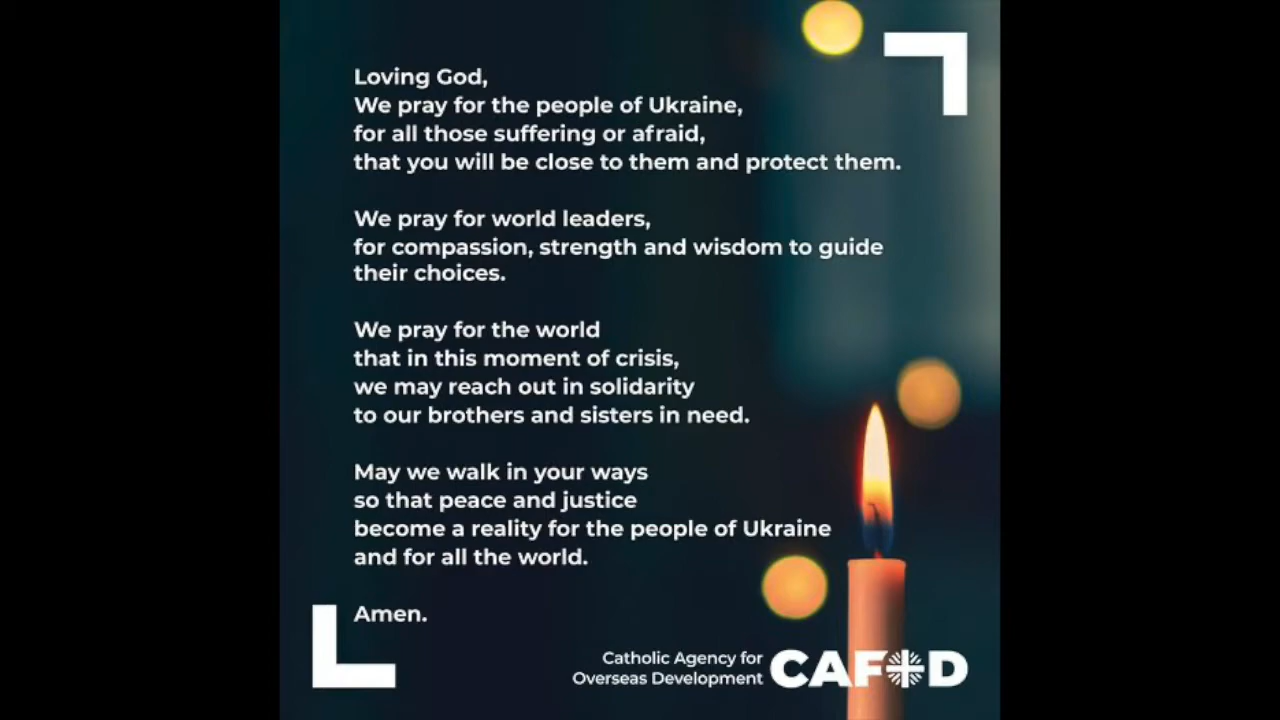 Loving God,
We pray for the people of Ukraine,
for all those suffering or afraid,
that you will be close to them and protect them.
We pray for world leaders,
for compassion, strength and wisdom to guide
their choices.
We pray for the world
that in this moment of crisis,
we may reach out in solidarity
to our brothers and sisters in need.
May we walk in your ways
so that peace and justice
become a reality for the people of Ukraine
and for all the world.
Amen.
Catholic Agency for
Overseas Development
CAFOD